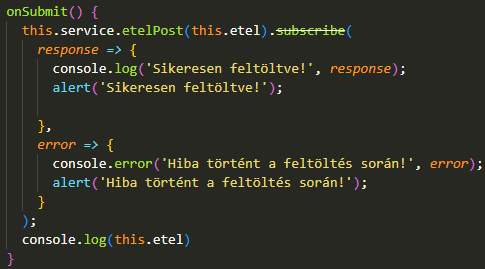 onSubmit() {
this.service.etelPost(this.etel).subscribe(
response => {
console.log('Sikeresen feltöltve!', response);
alert('Sikeresen feltöltve!');
},
error => {
console.error('Hiba történt a feltöltés során!', error);
alert('Hiba történt a feltöltés során!');
}
);
console.log(this.etel)
}